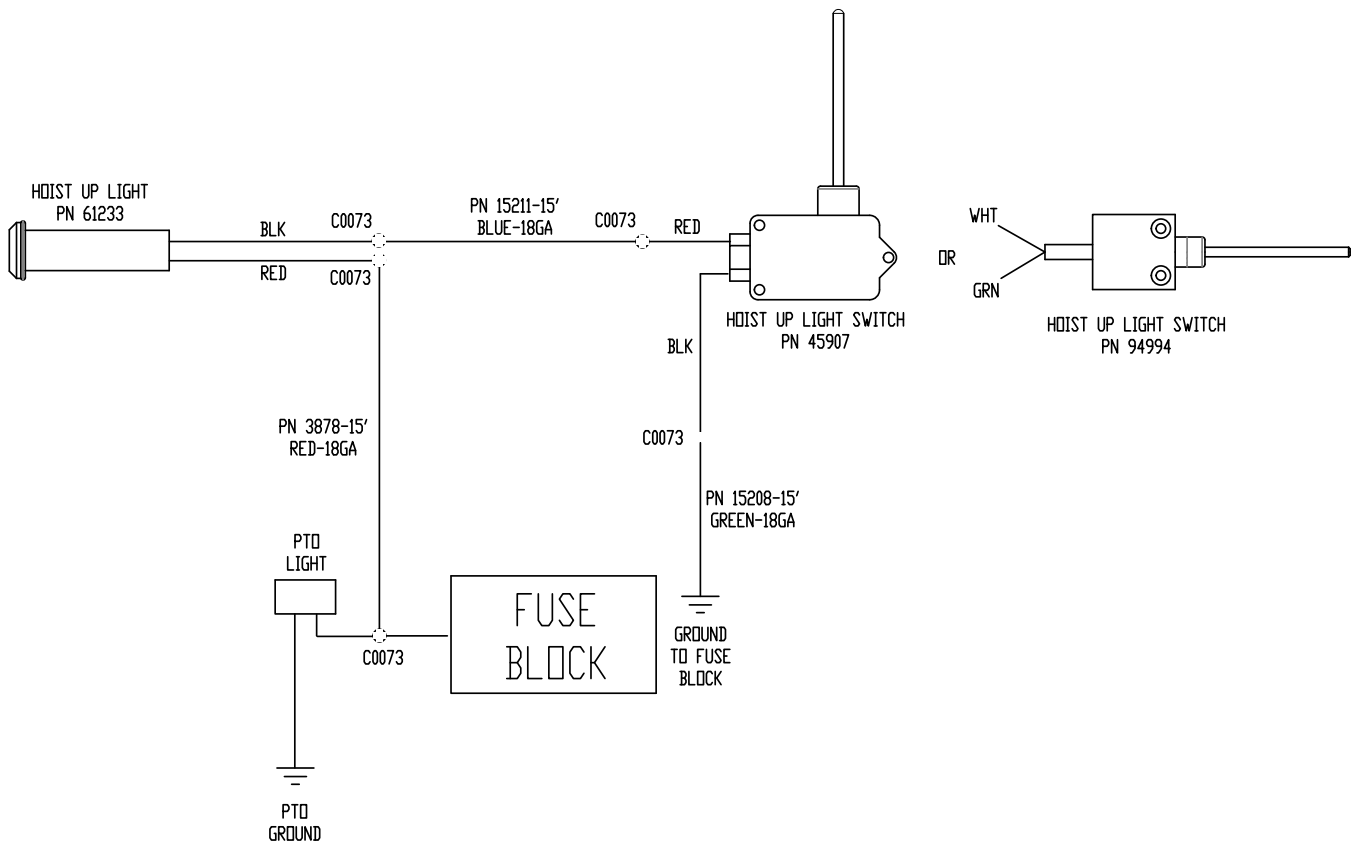 HOIST UP LIGHT
PN 61233
BLK
RED
C0073
C0073
PN 15211-15'
BLUE-18GA
C0073
RED
HOIST UP LIGHT SWITCH
PN 45907
OR
WHT
GRN
HOIST UP LIGHT SWITCH
PN 94994
BLK
C0073
PN 3878-15'
RED-18GA
PN 15208-15'
GREEN-18GA
PTO
LIGHT
C0073
FUSE
BLOCK
GROUND
TO FUSE
BLOCK
PTO
GROUND